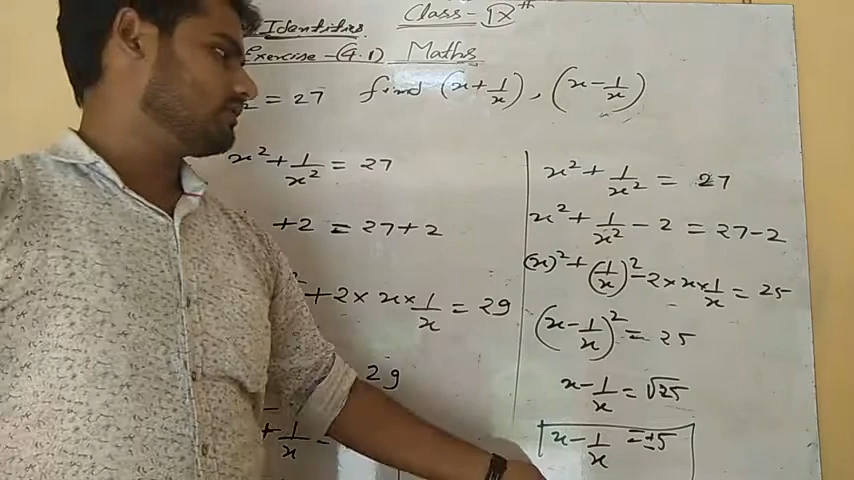 Identities
Class - IXth
Exercise - (4.1) Maths
= 27 find (x + 1/x), (x - 1/x)
x² + 1/x² = 27
+2 = 27+2
+ 2 × x × 1/x = 29
29
+ 1/x =
x² + 1/x² = 27
x² + 1/x² - 2 = 27-2
(x)² + (1/x)² - 2 × x × 1/x = 25
(x - 1/x)² = 25
x - 1/x = √25
x - 1/x = ±5